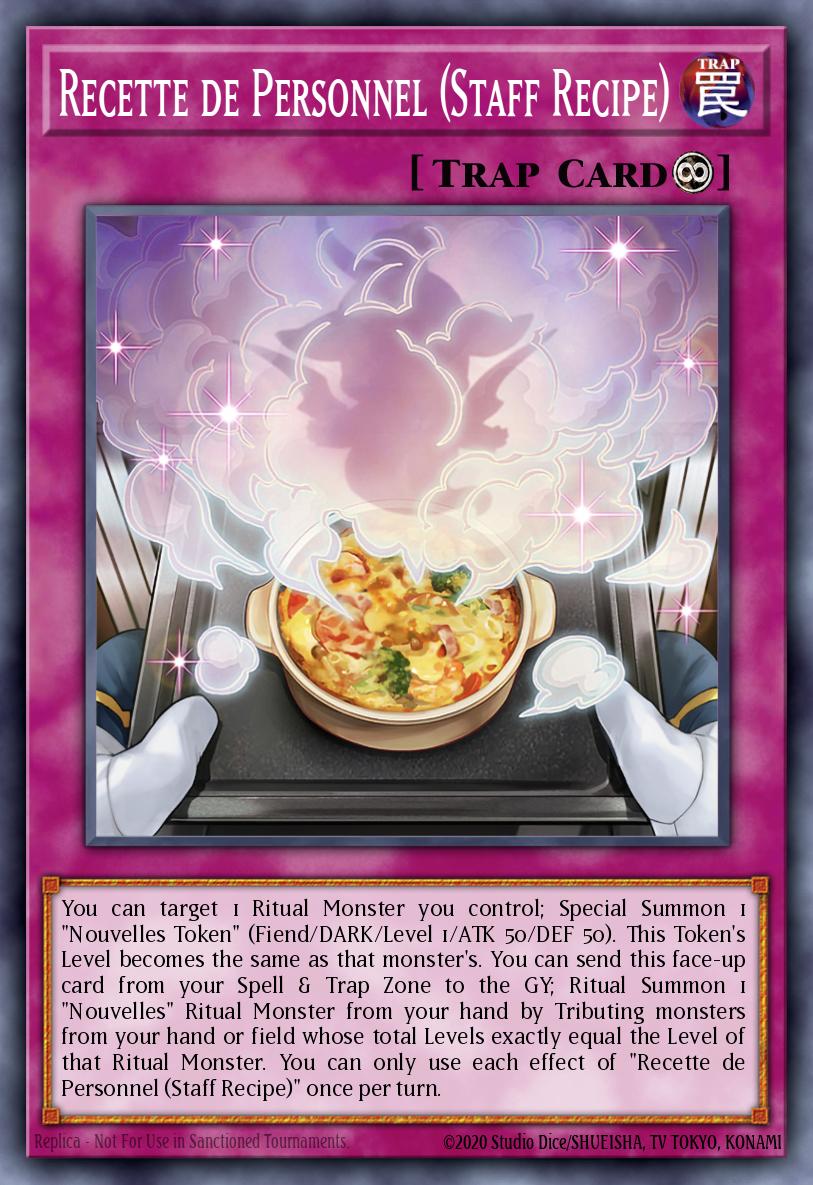 Recette de Personnel (Staff Recipe)
TRAP
罠
[Trap Card♾]
You can target 1 Ritual Monster you control; Special Summon 1
"Nouvelles Token" (Fiend/DARK/Level 1/ATK 50/DEF 50). This Token's
Level becomes the same as that monster's. You can send this face-up
card from your Spell & Trap Zone to the GY; Ritual Summon 1
"Nouvelles" Ritual Monster from your hand by Tributing monsters
from your hand or field whose total Levels exactly equal the Level of
that Ritual Monster. You can only use each effect of "Recette de
Personnel (Staff Recipe)" once per turn.
Replica - Not For Use in Sanctioned Tournaments.
©2020 Studio Dice/SHUEISHA, TV TOKYO, KONAMI